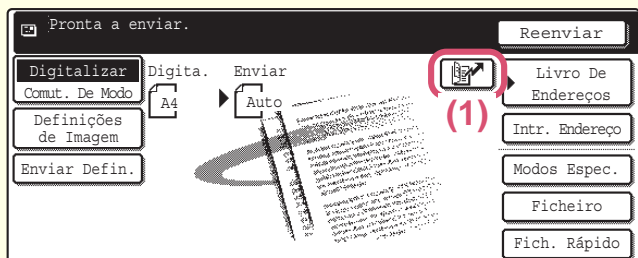 Pronta a enviar.
Reenviar
Digitalizar
Comut. De Modo
Digita.
Enviar
A4
Auto
(1)
Livro De
Endereços
Definições
de Imagem
Intr. Endereço
Enviar Defin.
Modos Espec.
Ficheiro
Fich. Rápido